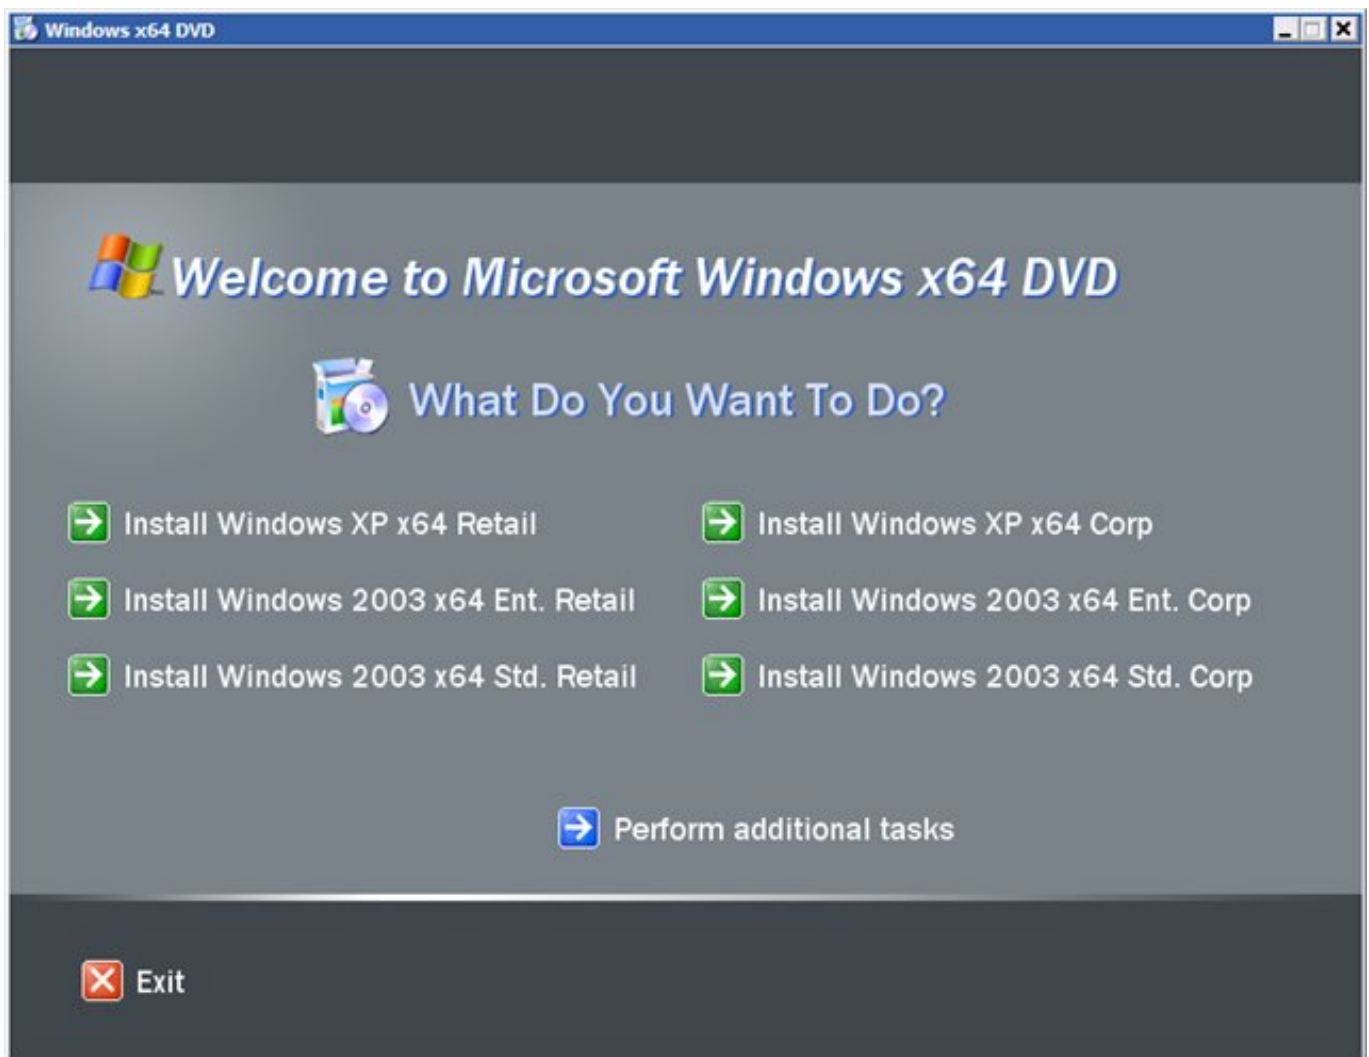 Windows x64 DVD
Welcome to Microsoft Windows x64 DVD
What Do You Want To Do?
Install Windows XP x64 Retail
Install Windows XP x64 Corp
Install Windows 2003 x64 Ent. Retail
Install Windows 2003 x64 Ent. Corp
Install Windows 2003 x64 Std. Retail
Install Windows 2003 x64 Std. Corp
Perform additional tasks
Exit